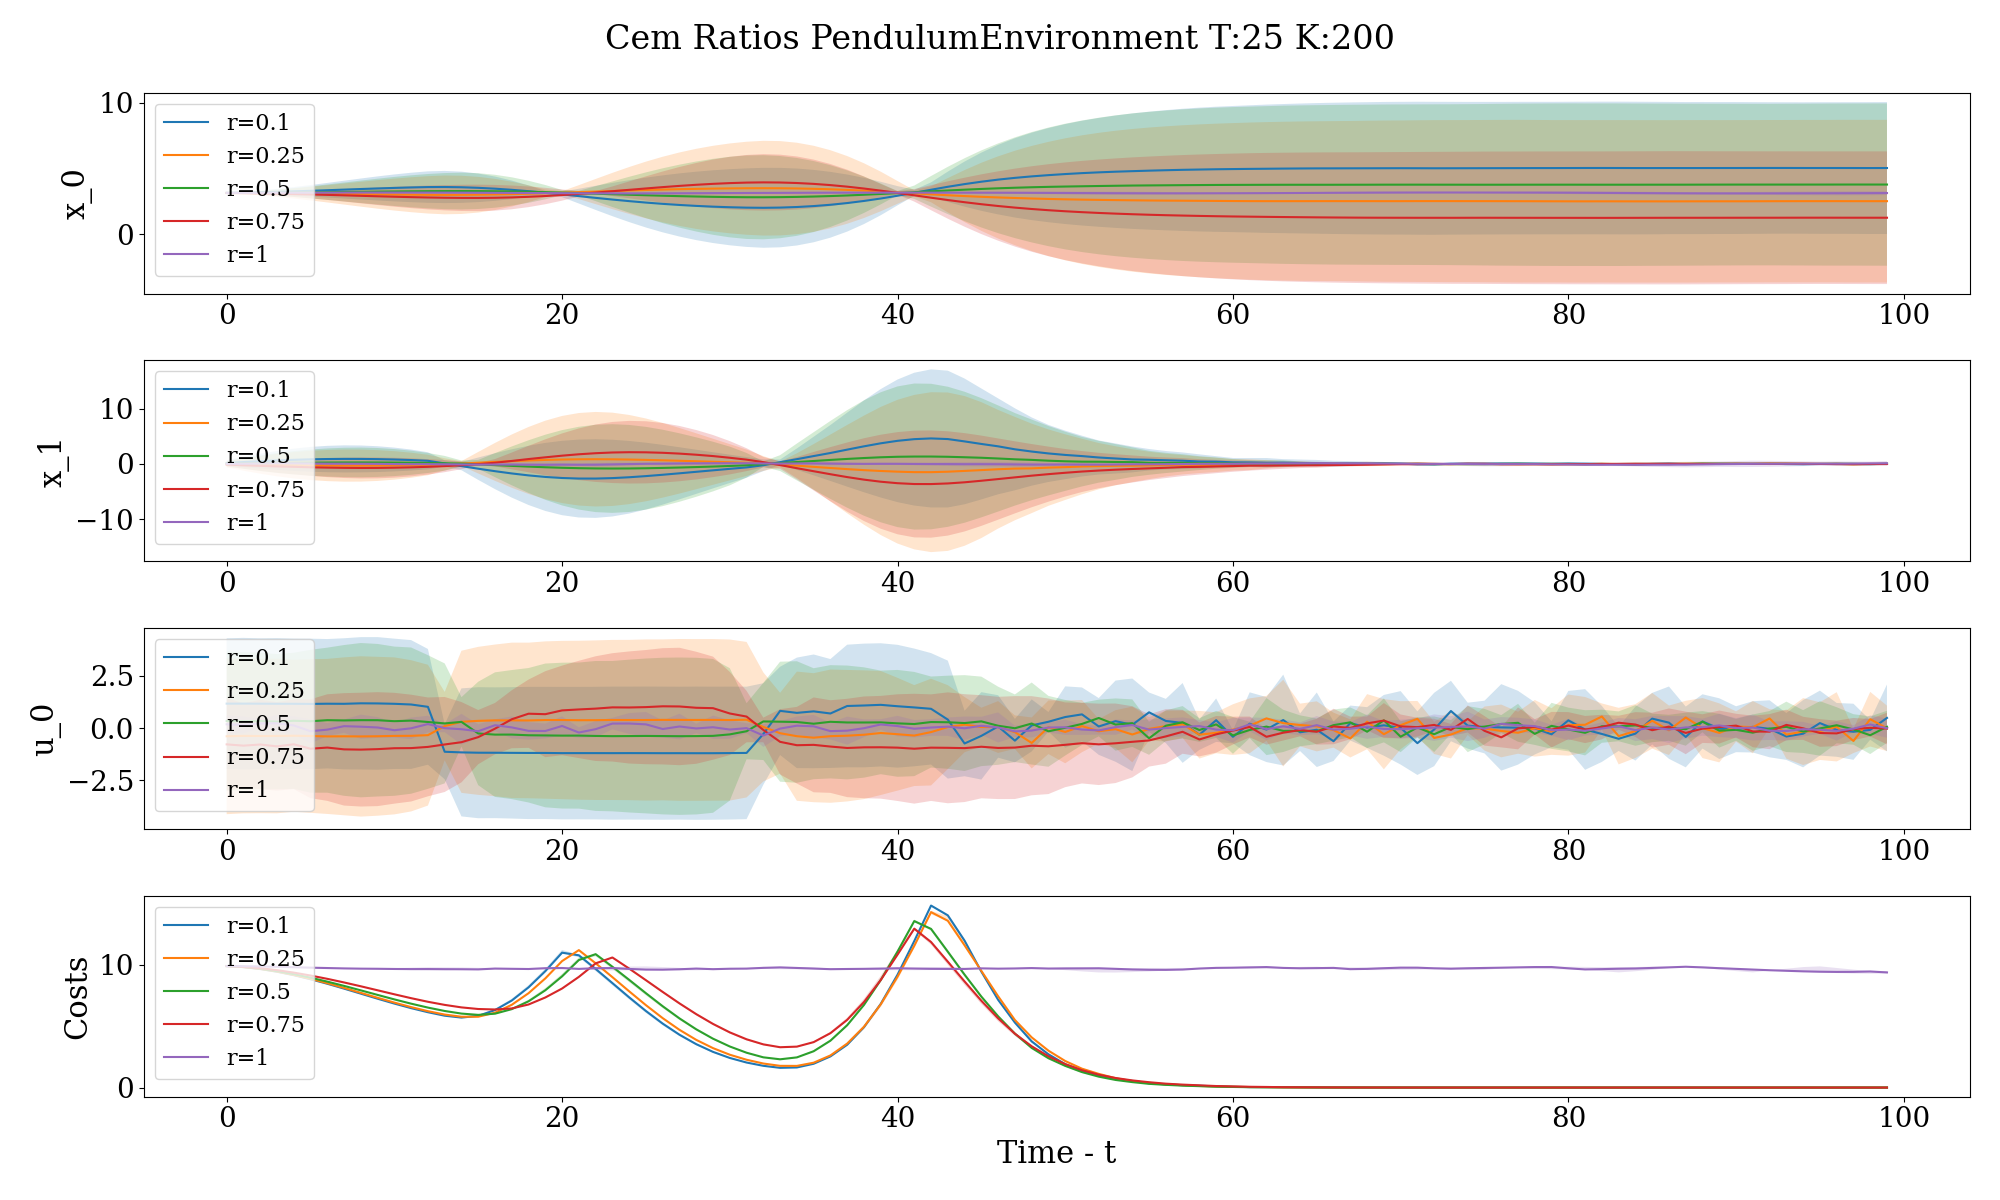 Cem Ratios PendulumEnvironment T:25 K:200
x_0
10
0
r=0.1
r=0.25
r=0.5
r=0.75
r=1
0 20 40 60 80 100
x_1
10
0
−10
r=0.1
r=0.25
r=0.5
r=0.75
r=1
0 20 40 60 80 100
u_0
2.5
0.0
−2.5
r=0.1
r=0.25
r=0.5
r=0.75
r=1
0 20 40 60 80 100
Costs
10
0
r=0.1
r=0.25
r=0.5
r=0.75
r=1
0 20 40 60 80 100
Time - t